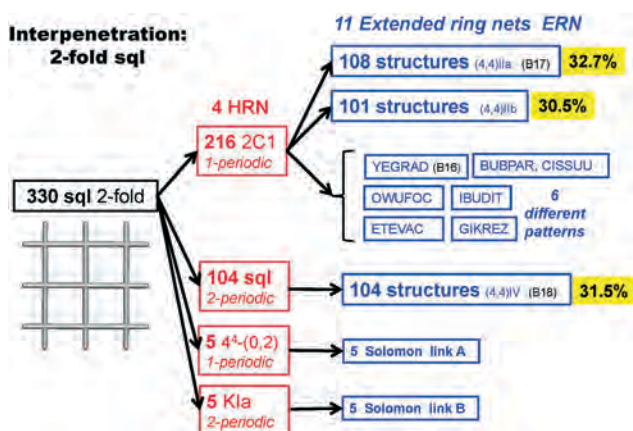 Interpenetration:
2-fold sql
11 Extended ring nets ERN
108 structures (4,4)IIa (B17) 32.7%
4 HRN
101 structures (4,4)IIb 30.5%
216 2C1
1-periodic
YEGRAD (B16) BUBPAR, CISSUU
330 sql 2-fold
OWUFOC IBUDIT
6
different
patterns
ETEVAC GIKREZ
104 sql
2-periodic
104 structures (4,4)IV (B18) 31.5%
5 4⁴-(0,2)
1-periodic
5 Solomon link A
5 KIa
2-periodic
5 Solomon link B